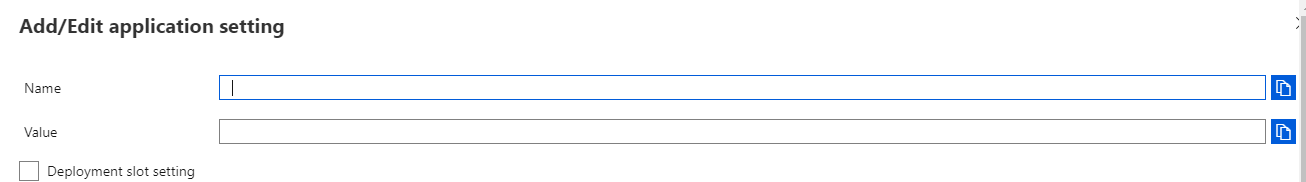 Add/Edit application setting
Name
Value
Deployment slot setting